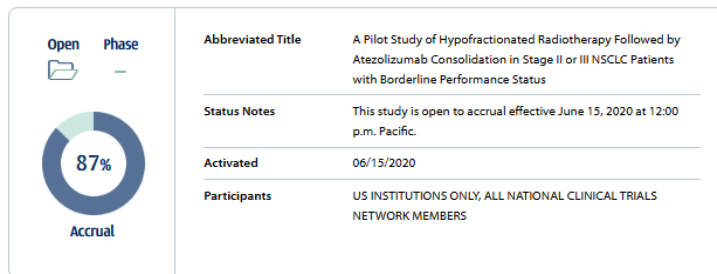 Open Phase
–
87%
Accrual
Abbreviated Title
A Pilot Study of Hypofractionated Radiotherapy Followed by
Atezolizumab Consolidation in Stage II or III NSCLC Patients
with Borderline Performance Status
Status Notes
This study is open to accrual effective June 15, 2020 at 12:00
p.m. Pacific.
Activated
06/15/2020
Participants
US INSTITUTIONS ONLY, ALL NATIONAL CLINICAL TRIALS
NETWORK MEMBERS